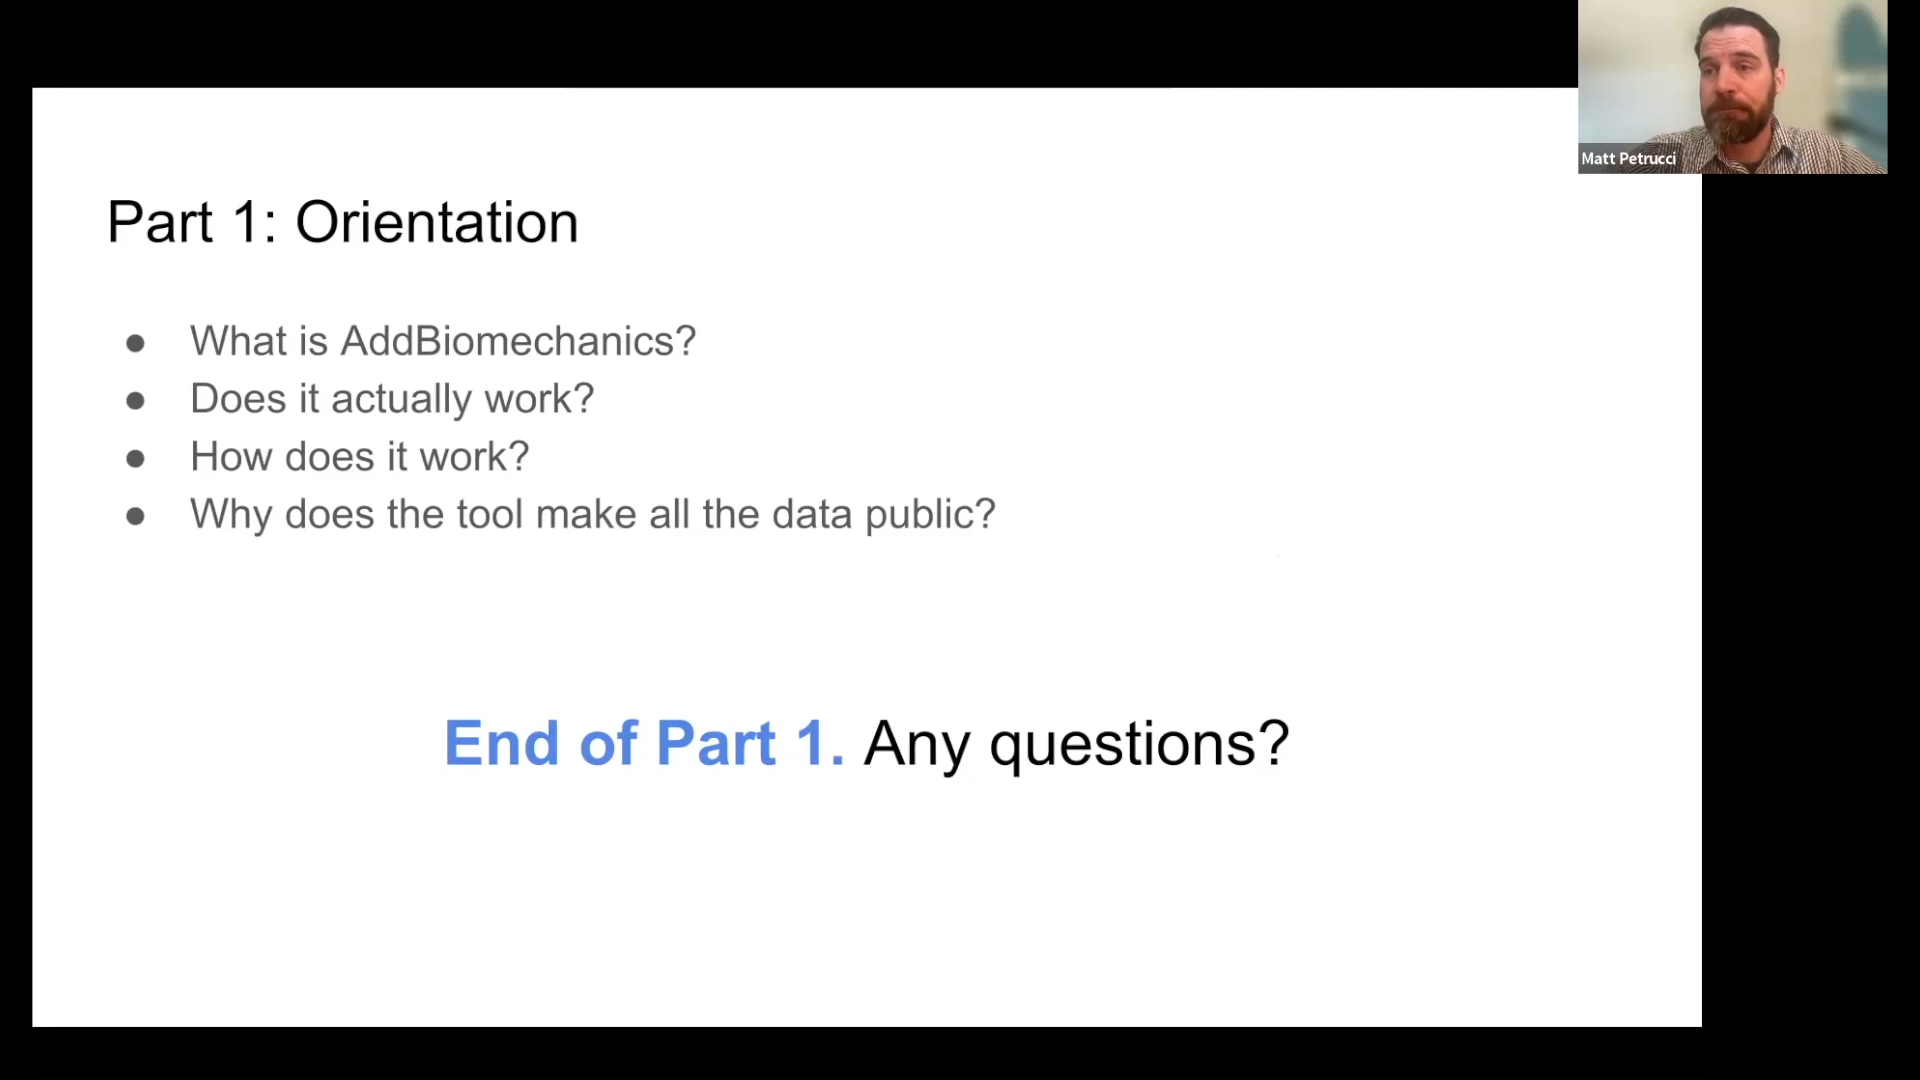 Matt Petrucci
Part 1: Orientation
● What is AddBiomechanics?
● Does it actually work?
● How does it work?
● Why does the tool make all the data public?
End of Part 1. Any questions?